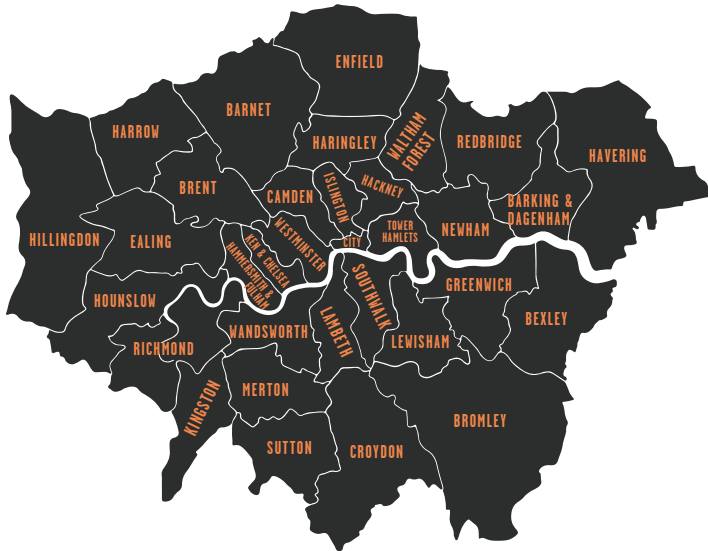 ENFIELD
BARNET
HARROW
HARINGLEY
WALTHAM
FOREST
REDBRIDGE
HAVERING
BRENT
CAMDEN
ISLINGTON
HACKNEY
BARKING &
DAGENHAM
HILLINGDON
EALING
WESTMINSTER
CITY
TOWER
HAMLETS
NEWHAM
KEN & CHELSEA
HAMMERSMITH &
FULHAM
HOUNSLOW
SOUTHWALK
GREENWICH
BEXLEY
RICHMOND
WANDSWORTH
LAMBETH
LEWISHAM
KINGSTON
MERTON
BROMLEY
SUTTON
CROYDON